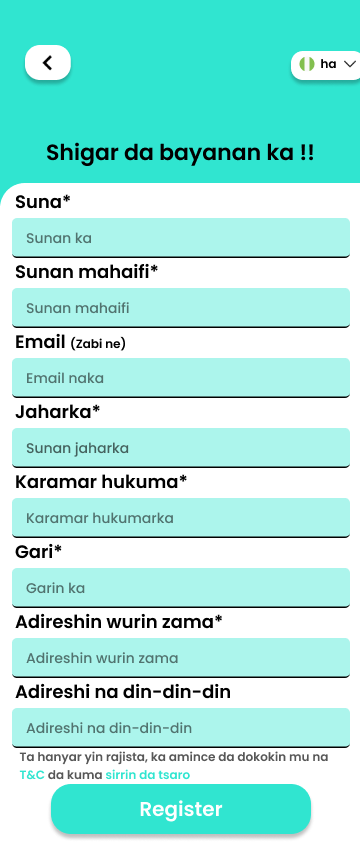 ha
Shigar da bayanan ka !!
Suna*
Sunan ka
Sunan mahaifi*
Sunan mahaifi
Email (Zabi ne)
Email naka
Jaharka*
Sunan jaharka
Karamar hukuma*
Karamar hukumarka
Gari*
Garin ka
Adireshin wurin zama*
Adireshin wurin zama
Adireshi na din-din-din
Adireshi na din-din-din
Ta hanyar yin rajista, ka amince da dokokin mu na
T&C da kuma sirrin da tsaro
Register